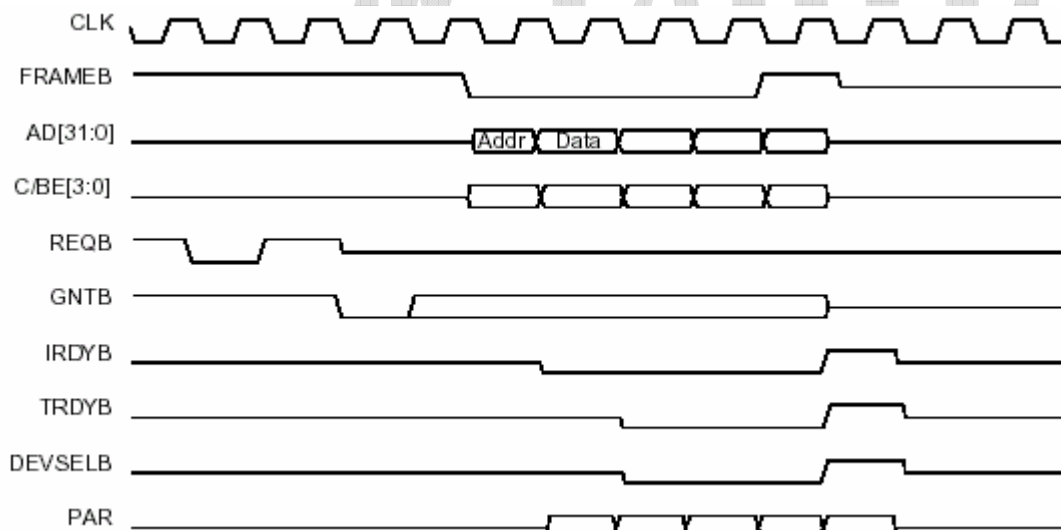 CLK
FRAMEB
AD[31:0]
Addr Data
C/BE[3:0]
REQB
GNTB
IRDYB
TRDYB
DEVSELB
PAR